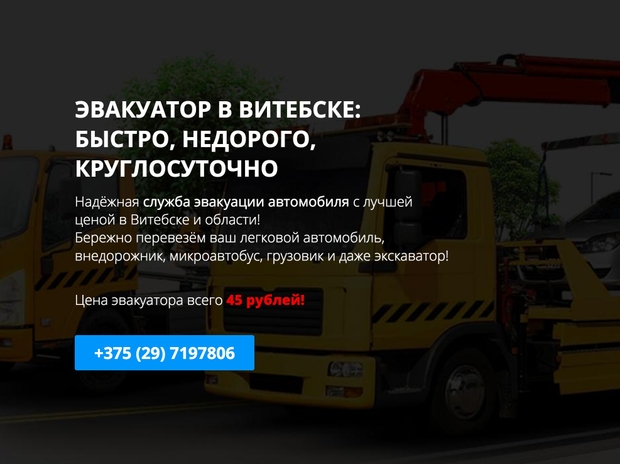 ЭВАКУАТОР В ВИТЕБСКЕ:
БЫСТРО, НЕДОРОГО,
КРУГЛОСУТОЧНО
Надёжная служба эвакуации автомобиля с лучшей
ценой в Витебске и области!
Бережно перевезём ваш легковой автомобиль,
внедорожник, микроавтобус, грузовик и даже экскаватор!
Цена эвакуатора всего 45 рублей!
+375 (29) 7197806